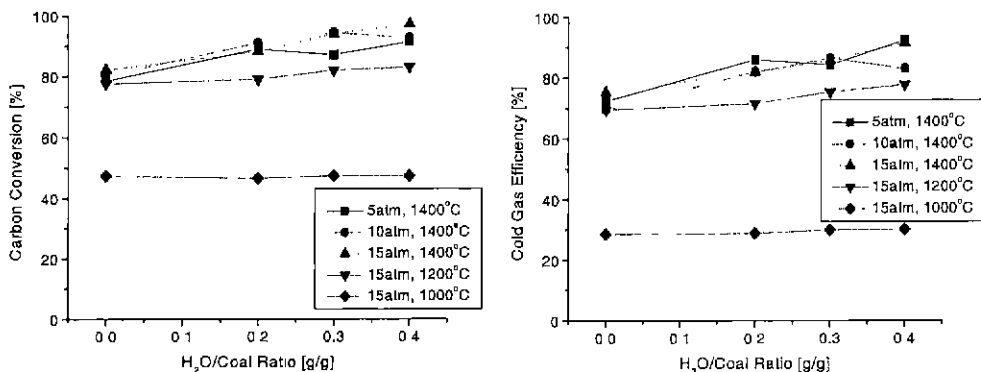 Carbon Conversion [%]
100
80
60
40
20
0
5atm, 1400°C
10atm, 1400°C
15atm, 1400°C
15atm, 1200°C
15atm, 1000°C
0 0
0 1
0 2
0 3
0 4
H2O/Coal Ratio [g/g]
Cold Gas Efficiency [%]
100
80
60
40
20
0
5atm, 1400°C
10atm, 1400°C
15atm, 1400°C
15atm, 1200°C
15atm, 1000°C
0 0
0 1
0 2
0 3
0 4
H2O/Coal Ratio [g/g]